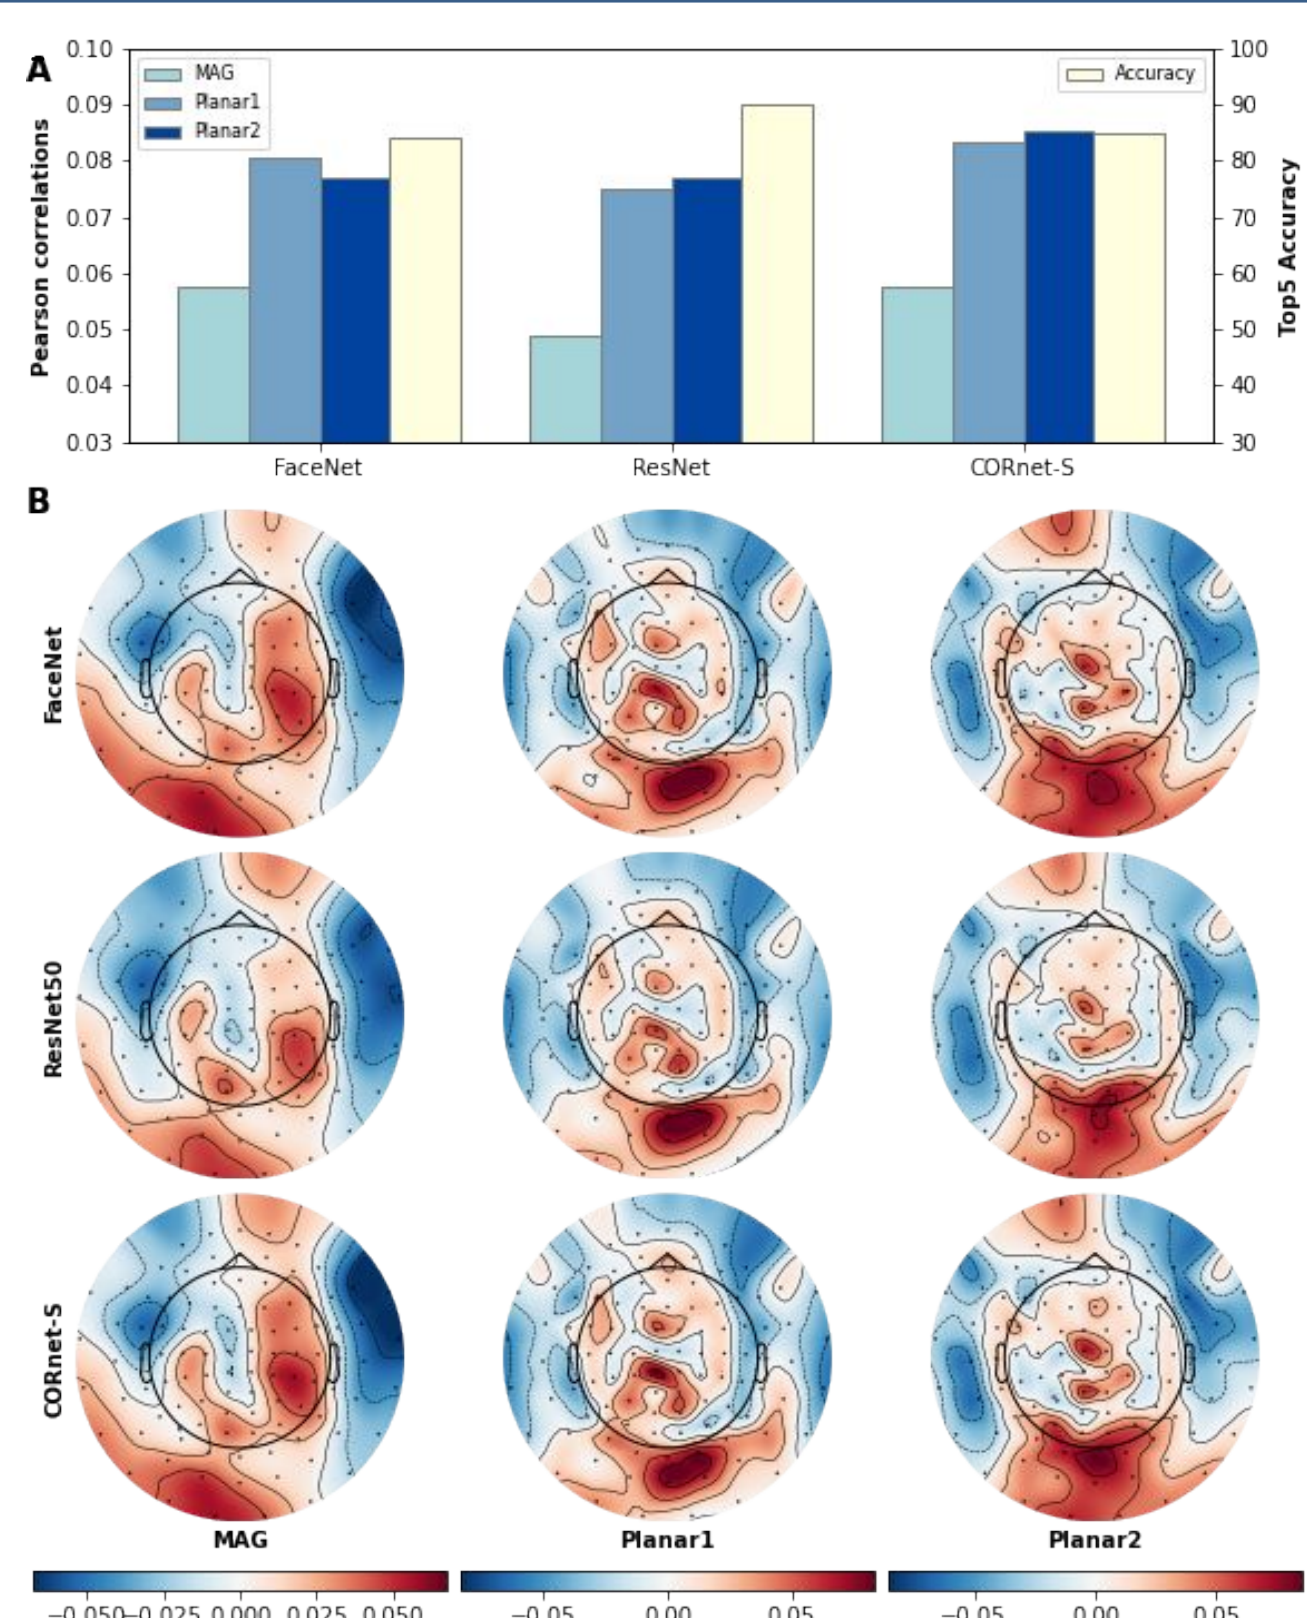 A
0.10
0.09
0.08
0.07
0.06
0.05
0.04
0.03
Pearson correlations
MAG
Planar1
Planar2
Accuracy
100
90
80
70
60
50
40
30
Top5 Accuracy
FaceNet ResNet CORnet-S
B
FaceNet
ResNet50
CORnet-S
MAG Planar1 Planar2
−0.050 −0.025 0.000 0.025 0.050 −0.05 0.00 0.05 −0.05 0.00 0.05